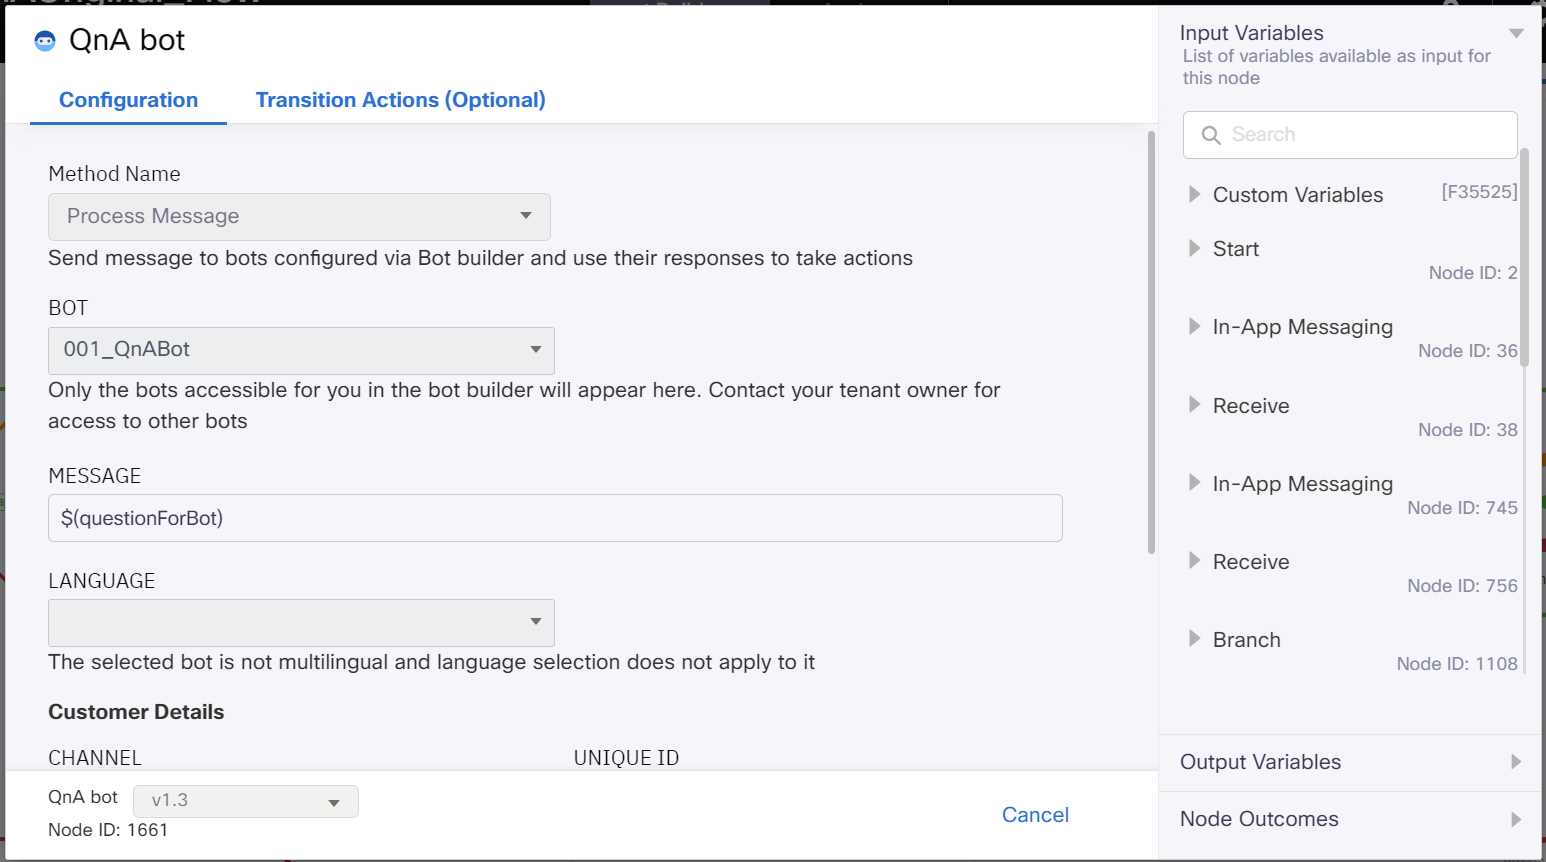 QnA bot
Configuration
Transition Actions (Optional)
Method Name
Process Message
Send message to bots configured via Bot builder and use their responses to take actions
BOT
001_QnABot
Only the bots accessible for you in the bot builder will appear here. Contact your tenant owner for
access to other bots
MESSAGE
$(questionForBot)
LANGUAGE
The selected bot is not multilingual and language selection does not apply to it
Customer Details
CHANNEL
UNIQUE ID
QnA bot
v1.3
Node ID: 1661
Cancel
Input Variables
List of variables available as input for
this node
Search
Custom Variables
[F35525]
Start
Node ID: 2
In-App Messaging
Node ID: 36
Receive
Node ID: 38
In-App Messaging
Node ID: 745
Receive
Node ID: 756
Branch
Node ID: 1108
Output Variables
Node Outcomes